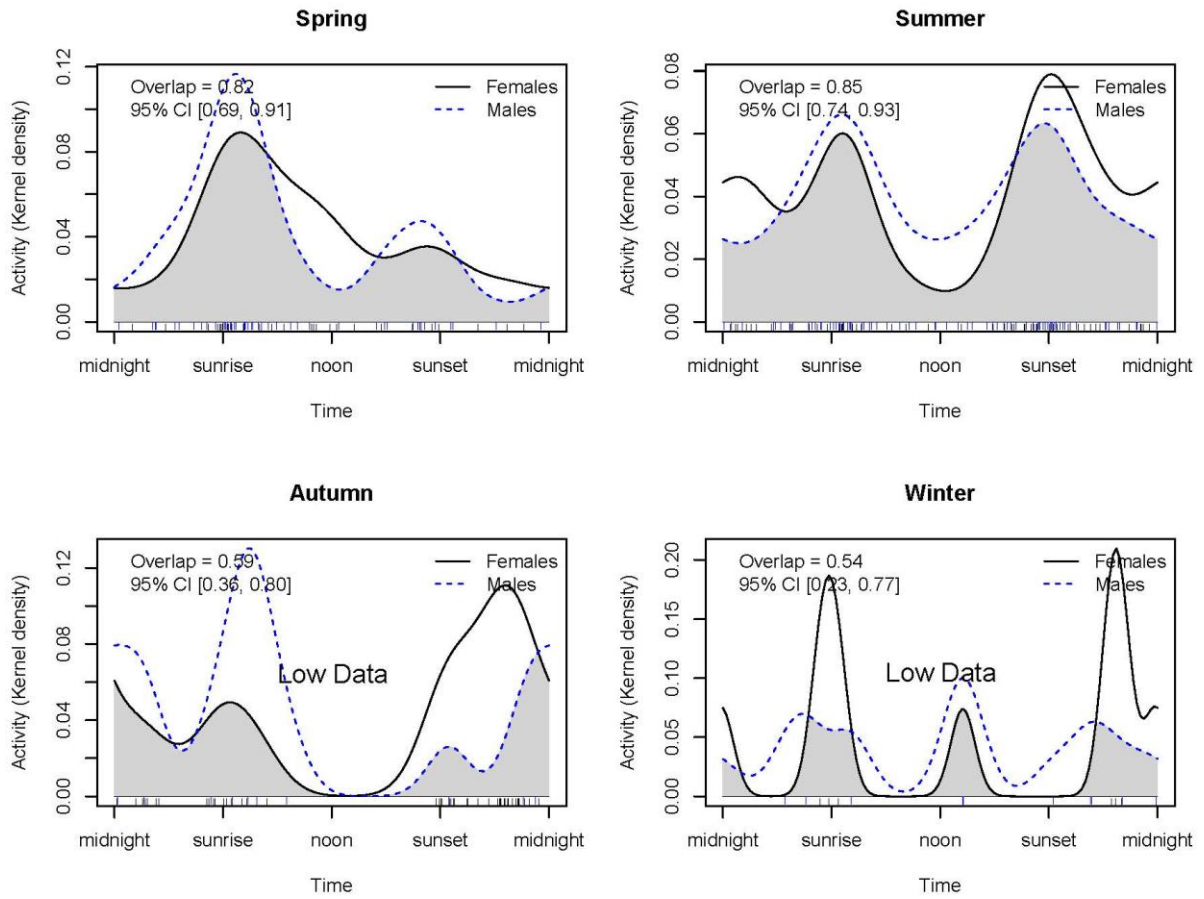 Spring
Overlap = 0.82
95% CI [0.69, 0.91]
Females
Males
Activity (Kernel density)
0.00 0.04 0.08 0.12
midnight sunrise noon sunset midnight
Time
Summer
Overlap = 0.85
95% CI [0.74, 0.93]
Females
Males
Activity (Kernel density)
0.00 0.02 0.04 0.06 0.08
midnight sunrise noon sunset midnight
Time
Autumn
Overlap = 0.59
95% CI [0.36, 0.80]
Females
Males
Low Data
Activity (Kernel density)
0.00 0.04 0.08 0.12
midnight sunrise noon sunset midnight
Time
Winter
Overlap = 0.54
95% CI [0.23, 0.77]
Females
Males
Low Data
Activity (Kernel density)
0.00 0.05 0.10 0.15 0.20
midnight sunrise noon sunset midnight
Time